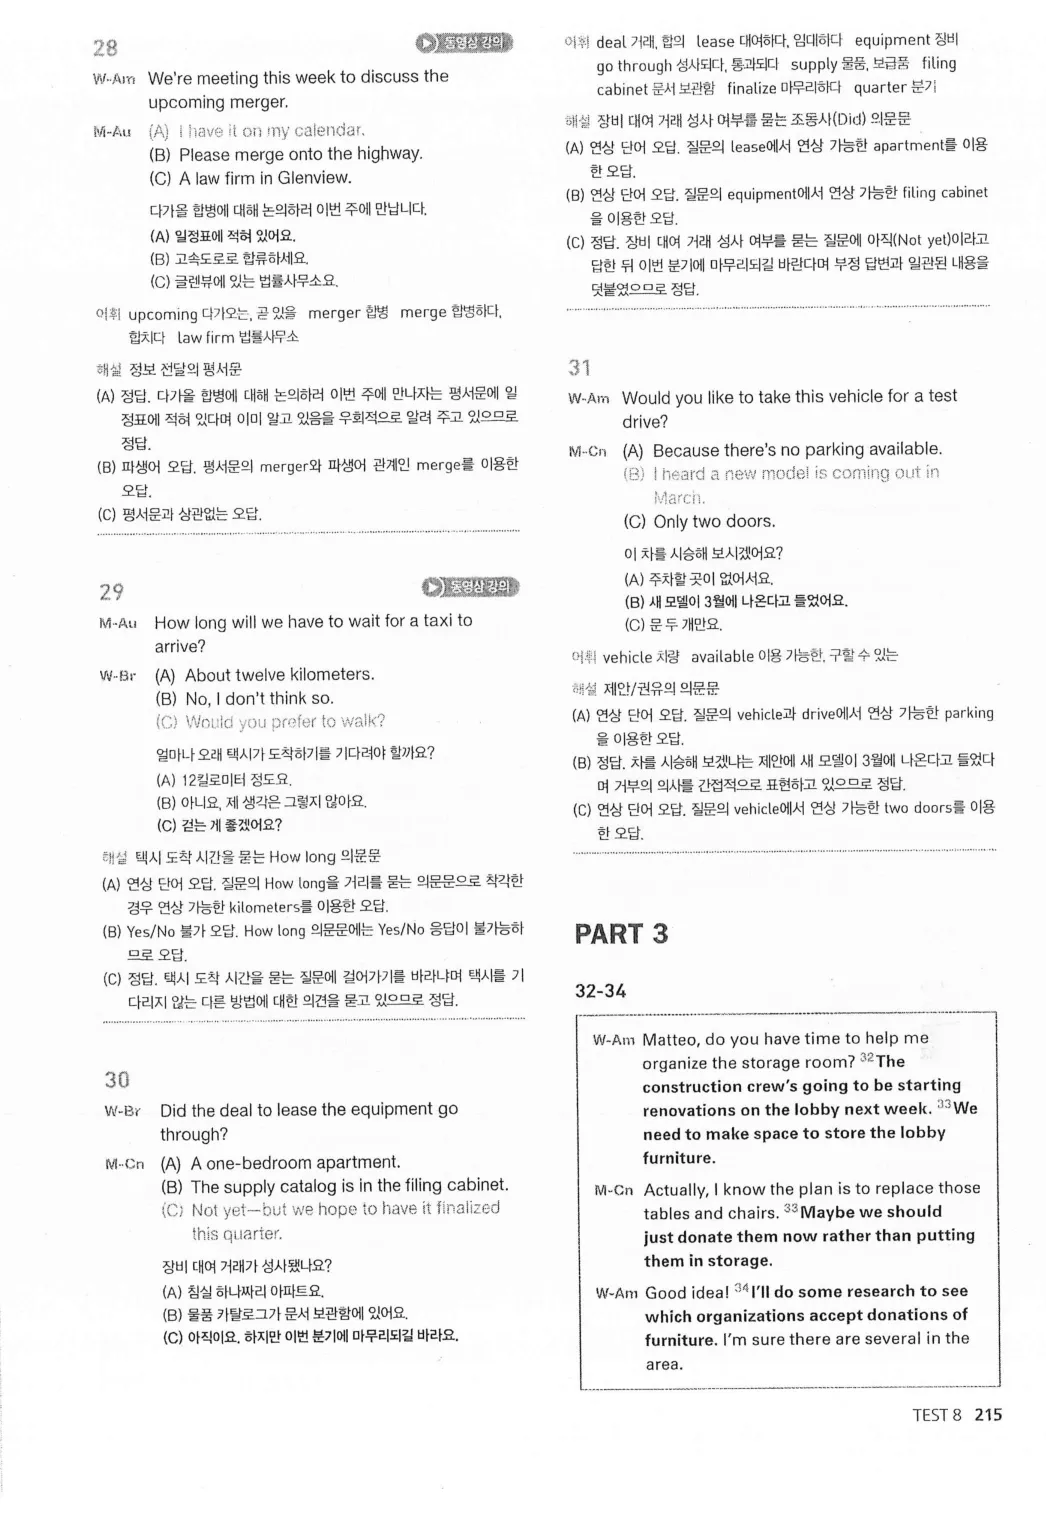 28
동영상 강의
W-Am We're meeting this week to discuss the
upcoming merger.
M-Au (A) I have it on my calendar.
(B) Please merge onto the highway.
(C) A law firm in Glenview.
다가올 합병에 대해 논의하려 이번 주에 만납니다.
(A) 일정표에 적혀 있어요.
(B) 고속도로로 합류하세요.
(C) 글렌뷰에 있는 법률사무소요.
어휘 upcoming 다가오는, 곧 있을 merger 합병 merge 합병하다,
합치다 law firm 법률사무소
해설 정보 전달의 평서문
(A) 정답. 다가올 합병에 대해 논의하러 이번 주에 만나자는 평서문에 일
정표에 적혀 있다며 이미 알고 있음을 우회적으로 알려 주고 있으므로
정답.
(B) 파생어 오답. 평서문의 merger와 파생어 관계인 merge를 이용한
오답.
(C) 평서문과 상관없는 오답.
29
동영상 강의
M-Au How long will we have to wait for a taxi to
arrive?
W-Br (A) About twelve kilometers.
(B) No, I don't think so.
(C) Would you prefer to walk?
얼마나 오래 택시가 도착하기를 기다려야 할까요?
(A) 12킬로미터 정도요.
(B) 아니요, 제 생각은 그렇지 않아요.
(C) 걷는 게 좋겠어요?
해설 택시 도착 시간을 묻는 How long 의문문
(A) 연상 단어 오답. 질문의 How long을 거리를 묻는 의문문으로 착각한
경우 연상 가능한 kilometers를 이용한 오답.
(B) Yes/No 불가 오답. How long 의문문에는 Yes/No 응답이 불가능하
므로 오답.
(C) 정답. 택시 도착 시간을 묻는 질문에 걸어가기를 바라냐며 택시를 기
다리지 않는 다른 방법에 대한 의견을 묻고 있으므로 정답.
30
W-Br Did the deal to lease the equipment go
through?
M-Cn (A) A one-bedroom apartment.
(B) The supply catalog is in the filing cabinet.
(C) Not yet—but we hope to have it finalized
this quarter.
장비 대여 거래가 성사됐나요?
(A) 침실 하나짜리 아파트요.
(B) 물품 카탈로그가 문서 보관함에 있어요.
(C) 아직이요. 하지만 이번 분기에 마무리되길 바라요.
어휘 deal 거래, 합의 lease 대여하다, 임대하다 equipment 장비
go through 성사되다, 통과되다 supply 물품, 보급품 filing
cabinet 문서 보관함 finalize 마무리하다 quarter 분기
해설 장비 대여 거래 성사 여부를 묻는 조동사(Did) 의문문
(A) 연상 단어 오답. 질문의 lease에서 연상 가능한 apartment를 이용
한 오답.
(B) 연상 단어 오답. 질문의 equipment에서 연상 가능한 filing cabinet
을 이용한 오답.
(C) 정답. 장비 대여 거래 성사 여부를 묻는 질문에 아직(Not yet)이라고
답한 뒤 이번 분기에 마무리되길 바란다며 부정 답변과 일관된 내용을
덧붙였으므로 정답.
31
W-Am Would you like to take this vehicle for a test
drive?
M-Cn (A) Because there's no parking available.
(B) I heard a new model is coming out in
March.
(C) Only two doors.
이 차를 시승해 보시겠어요?
(A) 주차할 곳이 없어서요.
(B) 새 모델이 3월에 나온다고 들었어요.
(C) 문 두 개만요.
어휘 vehicle 차량 available 이용 가능한, 구할 수 있는
해설 제안/권유의 의문문
(A) 연상 단어 오답. 질문의 vehicle과 drive에서 연상 가능한 parking
을 이용한 오답.
(B) 정답. 차를 시승해 보겠냐는 제안에 새 모델이 3월에 나온다고 들었다
며 거부의 의사를 간접적으로 표현하고 있으므로 정답.
(C) 연상 단어 오답. 질문의 vehicle에서 연상 가능한 two doors를 이용
한 오답.
PART 3
32-34
W-Am Matteo, do you have time to help me
organize the storage room? 32The
construction crew's going to be starting
renovations on the lobby next week. 33We
need to make space to store the lobby
furniture.
M-Cn Actually, I know the plan is to replace those
tables and chairs. 33Maybe we should
just donate them now rather than putting
them in storage.
W-Am Good idea! 34I'll do some research to see
which organizations accept donations of
furniture. I'm sure there are several in the
area.
TEST 8 215